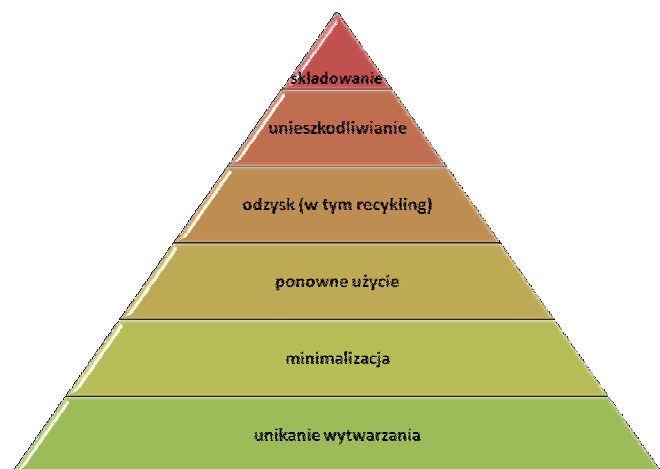 składowanie
unieszkodliwianie
odzysk (w tym recykling)
ponowne użycie
minimalizacja
unikanie wytwarzania